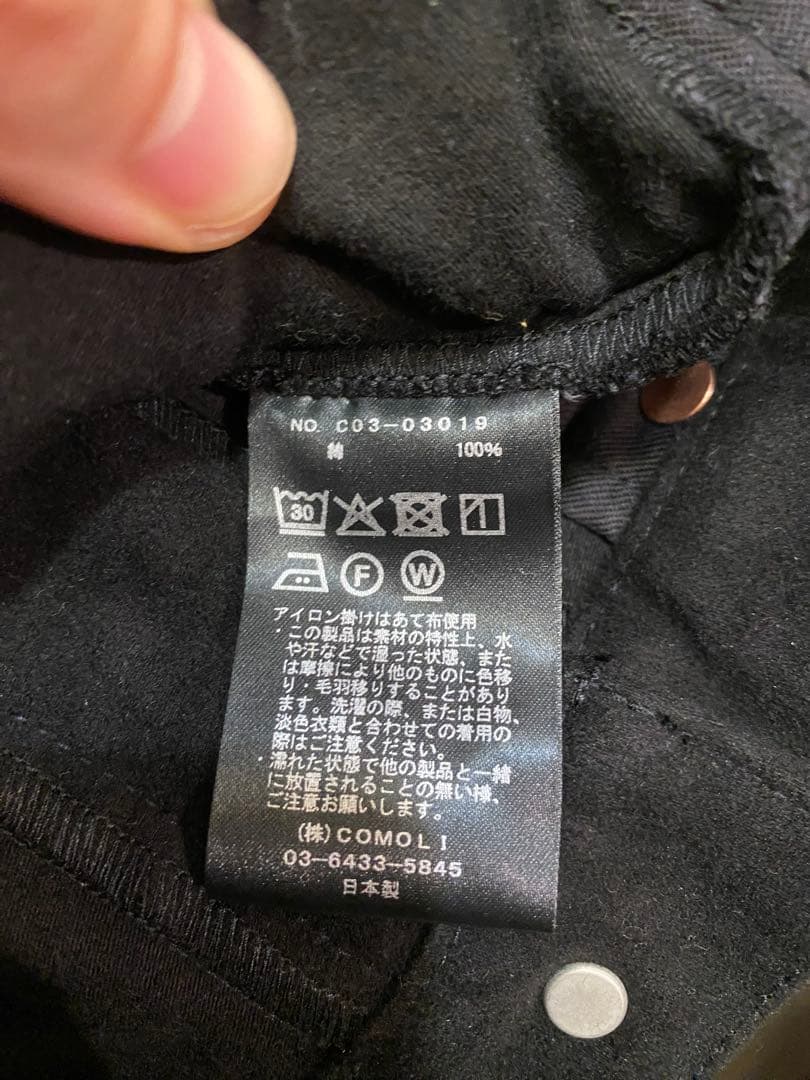 NO. C03-03019
綿 100%
30
F W
アイロン掛けはあて布使用
・この製品は素材の特性上、水
や汗などで湿った状態、また
は摩擦により他のものに色移
り・毛羽移りすることがあり
ます。洗濯の際、または白物、
淡色衣類と合わせての着用の
際はご注意ください。
・濡れた状態で他の製品と一緒
に放置されることの無い様、
ご注意お願いします。
(株)COMOLI
03-6433-5845
日本製